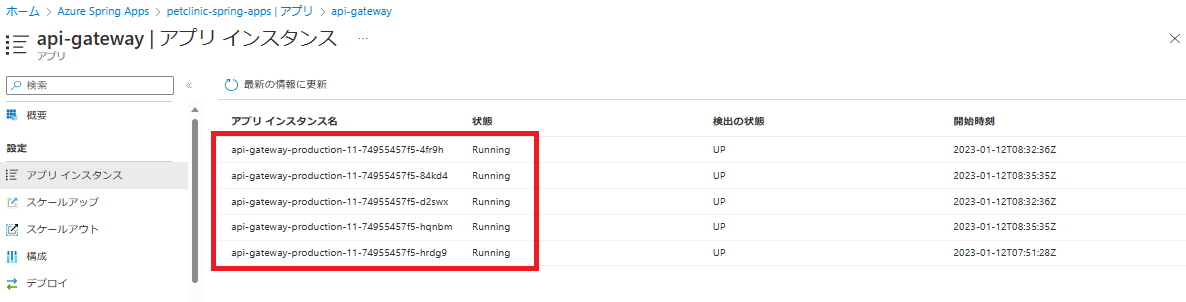 ホーム > Azure Spring Apps > petclinic-spring-apps | アプリ > api-gateway
api-gateway | アプリ インスタンス ...
アプリ
検索
«
最新の情報に更新
概要
設定
アプリ インスタンス
スケールアップ
スケールアウト
構成
デプロイ
アプリ インスタンス名 状態 検出の状態 開始時刻
api-gateway-production-11-74955457f5-4fr9h Running UP 2023-01-12T08:32:36Z
api-gateway-production-11-74955457f5-84kd4 Running UP 2023-01-12T08:35:35Z
api-gateway-production-11-74955457f5-d2swx Running UP 2023-01-12T08:32:36Z
api-gateway-production-11-74955457f5-hqnbm Running UP 2023-01-12T08:35:35Z
api-gateway-production-11-74955457f5-hrdg9 Running UP 2023-01-12T07:51:28Z